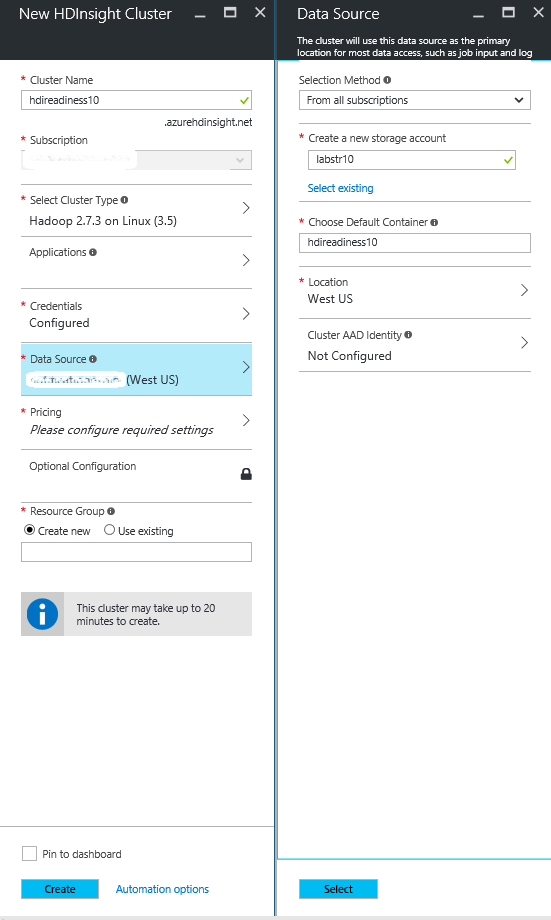 New HDInsight Cluster
* Cluster Name
hdireadiness10
.azurehdinsight.net
* Subscription
* Select Cluster Type
Hadoop 2.7.3 on Linux (3.5)
Applications
* Credentials
Configured
* Data Source
(West US)
* Pricing
Please configure required settings
Optional Configuration
* Resource Group
Create new Use existing
This cluster may take up to 20
minutes to create.
Pin to dashboard
Create Automation options
Data Source
The cluster will use this data source as the primary
location for most data access, such as job input and log
Selection Method
From all subscriptions
* Create a new storage account
labstr10
Select existing
* Choose Default Container
hdireadiness10
* Location
West US
Cluster AAD Identity
Not Configured
Select